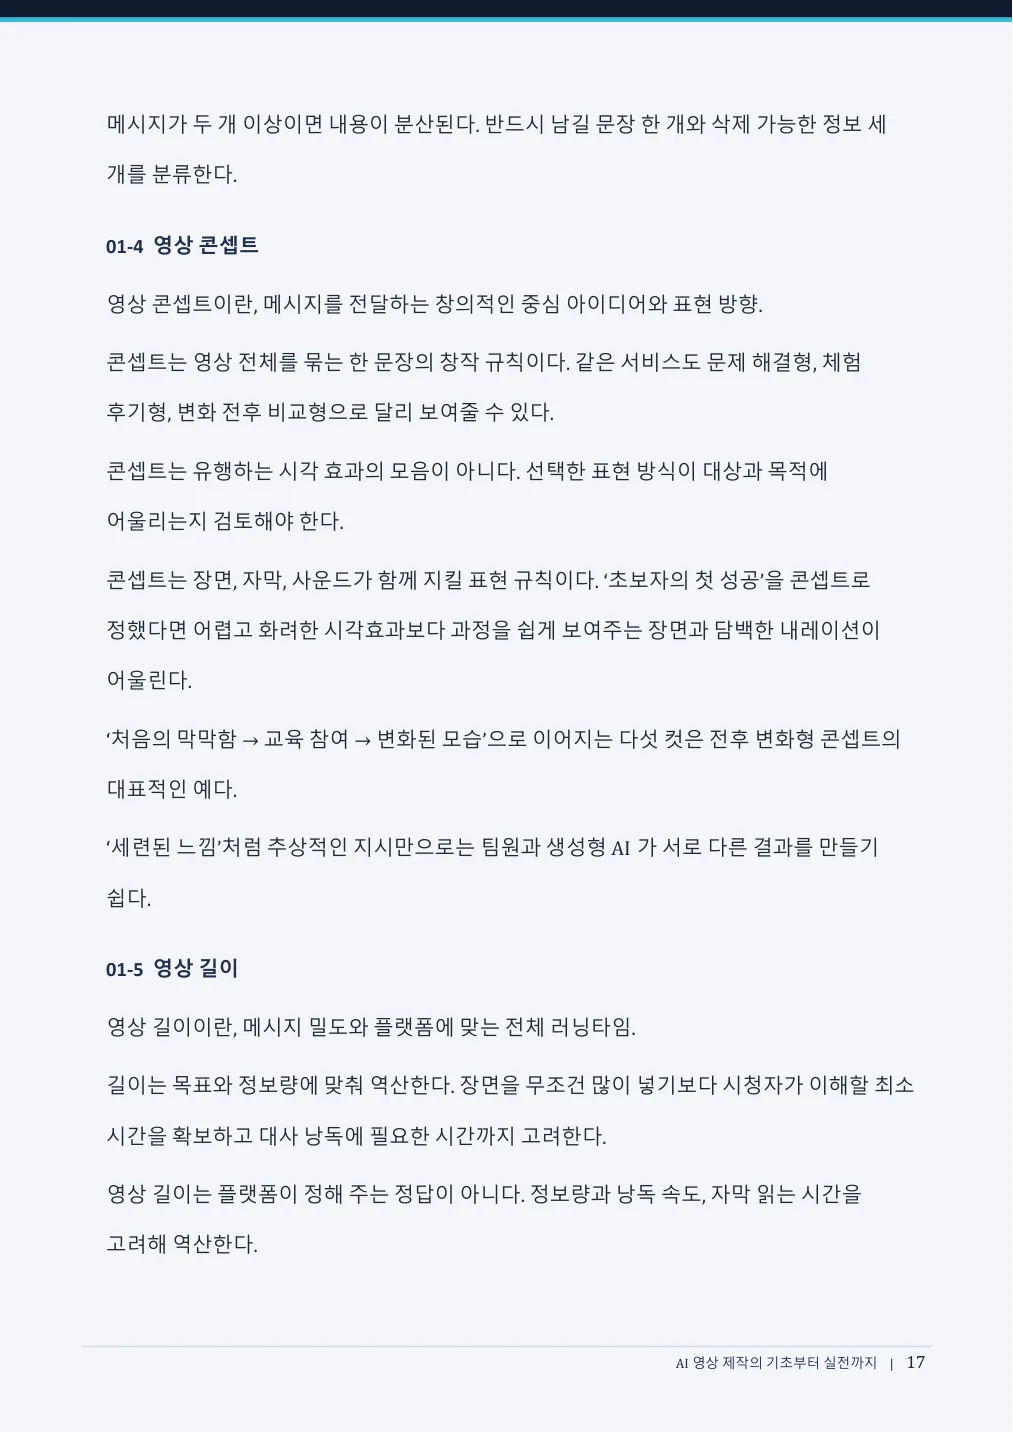 메시지가 두 개 이상이면 내용이 분산된다. 반드시 남길 문장 한 개와 삭제 가능한 정보 세
개를 분류한다.
01-4 영상 콘셉트
영상 콘셉트이란, 메시지를 전달하는 창의적인 중심 아이디어와 표현 방향.
콘셉트는 영상 전체를 묶는 한 문장의 창작 규칙이다. 같은 서비스도 문제 해결형, 체험
후기형, 변화 전후 비교형으로 달리 보여줄 수 있다.
콘셉트는 유행하는 시각 효과의 모음이 아니다. 선택한 표현 방식이 대상과 목적에
어울리는지 검토해야 한다.
콘셉트는 장면, 자막, 사운드가 함께 지킬 표현 규칙이다. ‘초보자의 첫 성공’을 콘셉트로
정했다면 어렵고 화려한 시각효과보다 과정을 쉽게 보여주는 장면과 담백한 내레이션이
어울린다.
‘처음의 막막함 → 교육 참여 → 변화된 모습’으로 이어지는 다섯 컷은 전후 변화형 콘셉트의
대표적인 예다.
‘세련된 느낌’처럼 추상적인 지시만으로는 팀원과 생성형 AI 가 서로 다른 결과를 만들기
쉽다.
01-5 영상 길이
영상 길이이란, 메시지 밀도와 플랫폼에 맞는 전체 러닝타임.
길이는 목표와 정보량에 맞춰 역산한다. 장면을 무조건 많이 넣기보다 시청자가 이해할 최소
시간을 확보하고 대사 낭독에 필요한 시간까지 고려한다.
영상 길이는 플랫폼이 정해 주는 정답이 아니다. 정보량과 낭독 속도, 자막 읽는 시간을
고려해 역산한다.
AI 영상 제작의 기초부터 실전까지 | 17